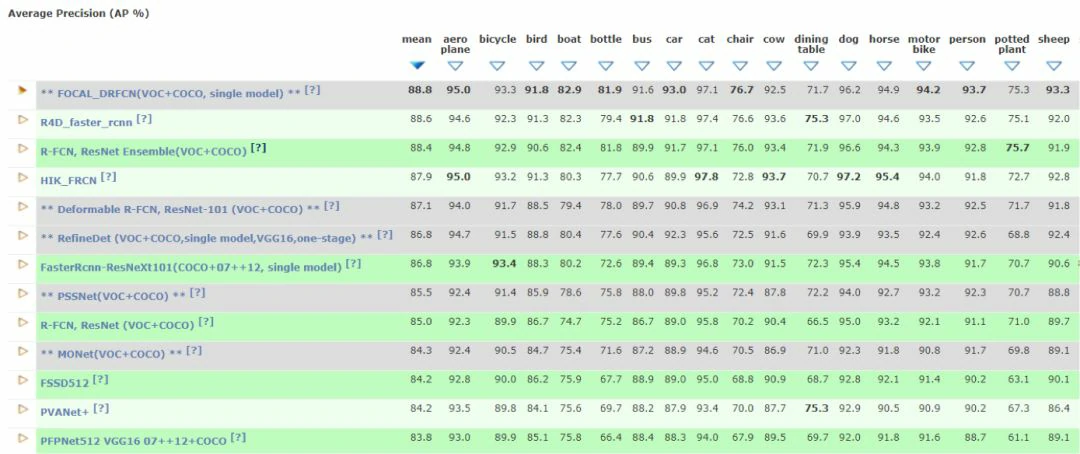 Average Precision (AP %)
mean aero plane bicycle bird boat bottle bus car cat chair cow dining table dog horse motor bike person potted plant sheep
** FOCAL_DRFCN(VOC+COCO, single model) ** [?] 88.8 95.0 93.3 91.8 82.9 81.9 91.6 93.0 97.1 76.7 92.5 71.7 96.2 94.9 94.2 93.7 75.3 93.3
R4D_faster_rcnn [?] 88.6 94.6 92.3 91.3 82.3 79.4 91.8 91.8 97.4 76.6 93.6 75.3 97.0 94.6 93.5 92.6 75.1 92.0
R-FCN, ResNet Ensemble(VOC+COCO) [?] 88.4 94.8 92.9 90.6 82.4 81.8 89.9 91.7 97.1 76.0 93.4 71.9 96.6 94.3 93.9 92.8 75.7 91.9
HIK_FRCN [?] 87.9 95.0 93.2 91.3 80.3 77.7 90.6 89.9 97.8 72.8 93.7 70.7 97.2 95.4 94.0 91.8 72.7 92.8
** Deformable R-FCN, ResNet-101 (VOC+COCO) ** [?] 87.1 94.0 91.7 88.5 79.4 78.0 89.7 90.8 96.9 74.2 93.1 71.3 95.9 94.8 93.2 92.5 71.7 91.8
** RefineDet (VOC+COCO,single model,VGG16,one-stage) ** [?] 86.8 94.7 91.5 88.8 80.4 77.6 90.4 92.3 95.6 72.5 91.6 69.9 93.9 93.5 92.4 92.6 68.8 92.4
FasterRcnn-ResNeXt101(COCO+07++12, single model) [?] 86.8 93.9 93.4 88.3 80.2 72.6 89.4 89.3 96.8 73.0 91.5 72.3 95.4 94.5 93.8 91.7 70.7 90.6
** PSSNet(VOC+COCO) ** [?] 85.5 92.4 91.4 85.9 78.6 75.8 88.0 89.8 95.2 72.4 87.8 72.2 94.0 92.7 93.2 92.3 70.7 88.8
R-FCN, ResNet (VOC+COCO) [?] 85.0 92.3 89.9 86.7 74.7 75.2 86.7 89.0 95.8 70.2 90.4 66.5 95.0 93.2 92.1 91.1 71.0 89.7
** MONet(VOC+COCO) ** [?] 84.3 92.4 90.5 84.7 75.4 71.6 87.2 88.9 94.6 70.5 86.9 71.0 92.3 91.8 90.8 91.7 69.8 89.1
FSSD512 [?] 84.2 92.8 90.0 86.2 75.9 67.7 88.9 89.0 95.0 68.8 90.9 68.7 92.8 92.1 91.4 90.2 63.1 90.1
PVANet+ [?] 84.2 93.5 89.8 84.1 75.6 69.7 88.2 87.9 93.4 70.0 87.7 75.3 92.9 90.5 90.9 90.2 67.3 86.4
PFPNet512 VGG16 07++12+COCO [?] 83.8 93.0 89.9 85.1 75.8 66.4 88.4 88.3 94.0 67.9 89.5 69.7 92.0 91.8 91.6 88.7 61.1 89.1